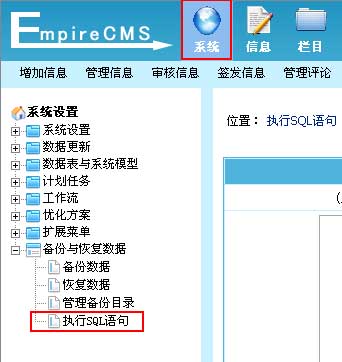 EmpireCMS
系统 信息 栏目
增加信息 管理信息 审核信息 签发信息 管理评论
系统设置
位置： 执行SQL语句
系统设置
数据更新
数据表与系统模型
计划任务
工作流
优化方案
扩展菜单
备份与恢复数据
备份数据
恢复数据
管理备份目录
执行SQL语句